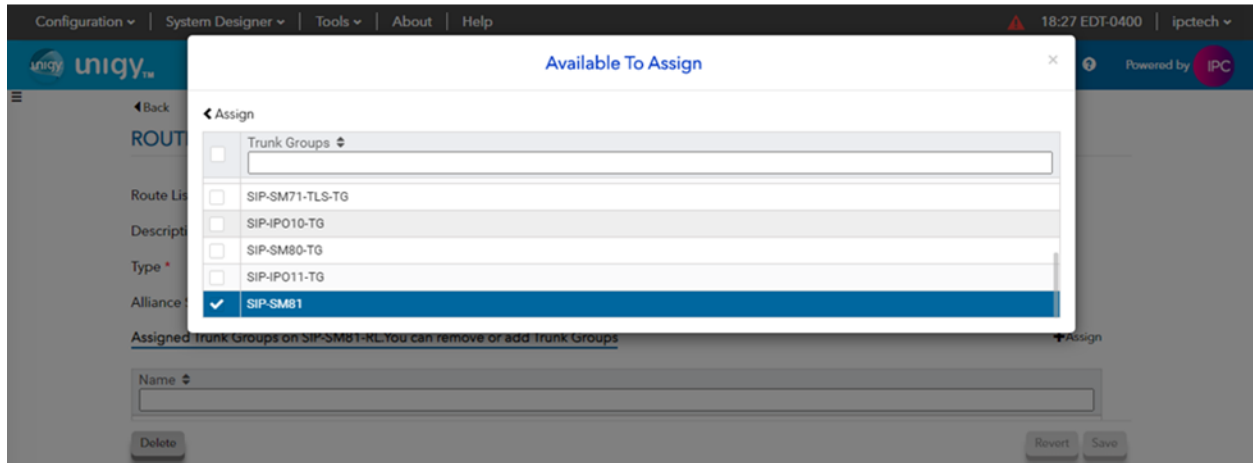 Configuration | System Designer | Tools | About | Help 18:27 EDT-0400 | ipctech
unigy unigy™ Available To Assign × ? Powered by IPC
Back
Assign
ROUT
Trunk Groups
Route Lis
SIP-SM71-TLS-TG
SIP-IPO10-TG
Descripti
SIP-SM80-TG
Type *
SIP-IPO11-TG
Alliance
SIP-SM81
Assigned Trunk Groups on SIP-SM81-RL.You can remove or add Trunk Groups +Assign
Name
Delete Revert Save